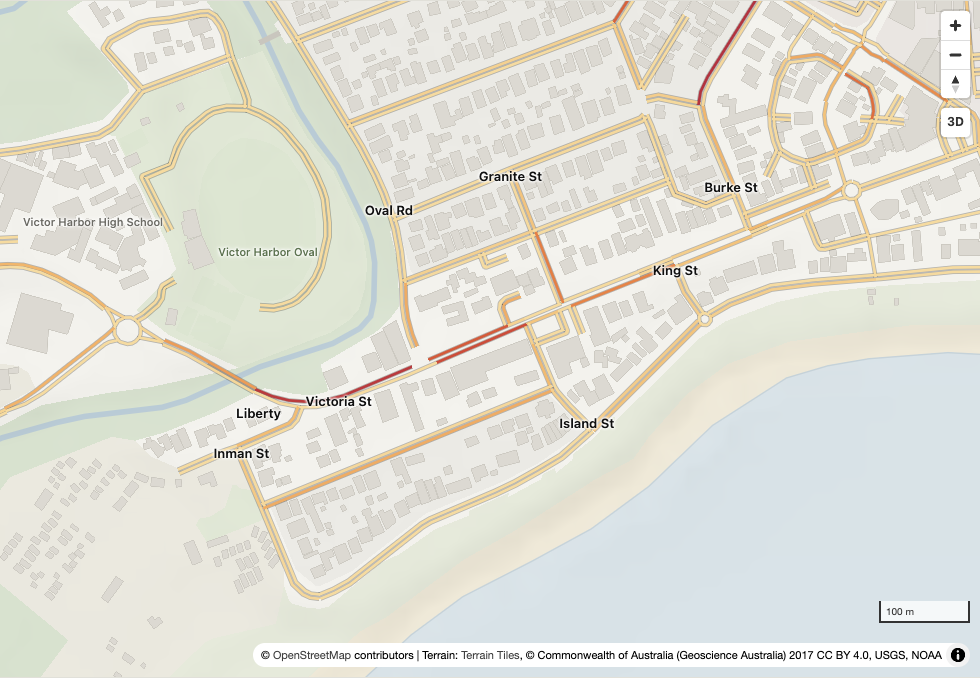 3D
Granite St
Burke St
Oval Rd
Victor Harbor High School
Victor Harbor Oval
King St
Victoria St
Liberty
Island St
Inman St
100 m
© OpenStreetMap contributors | Terrain: Terrain Tiles, © Commonwealth of Australia (Geoscience Australia) 2017 CC BY 4.0, USGS, NOAA